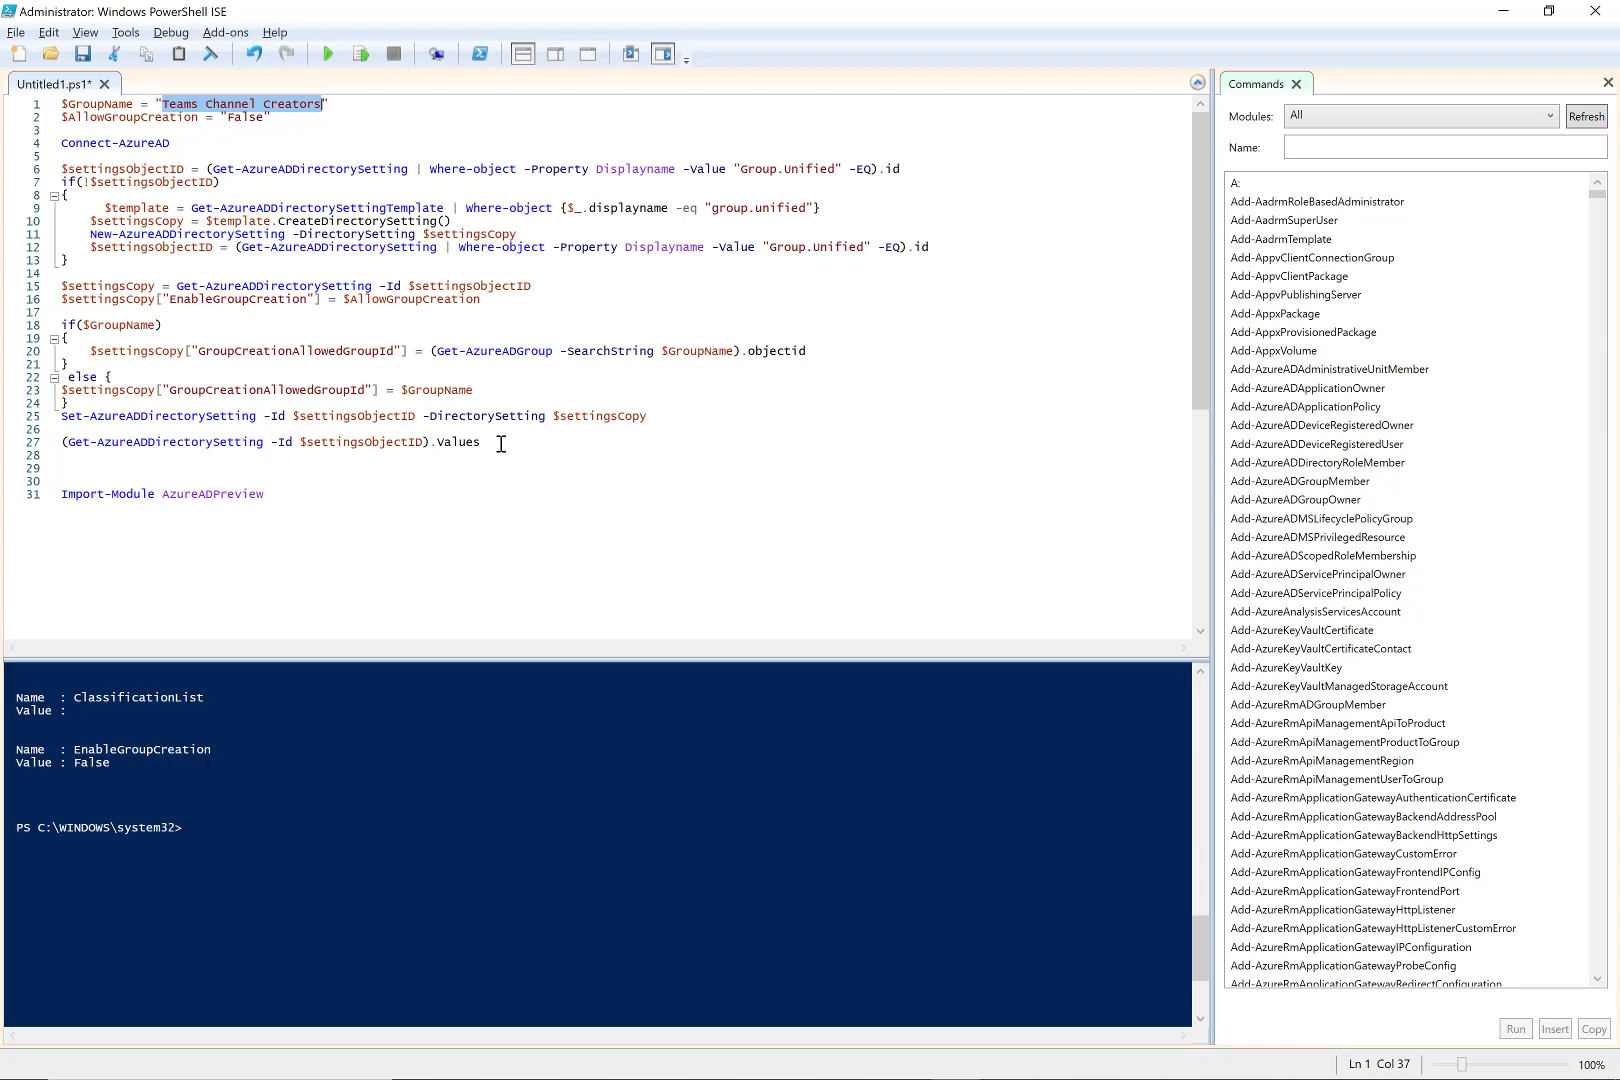 Administrator: Windows PowerShell ISE
File Edit View Tools Debug Add-ons Help
Untitled1.ps1*
1 $GroupName = "Teams Channel Creators"
2 $AllowGroupCreation = "False"
3
4 Connect-AzureAD
5
6 $settingsObjectID = (Get-AzureADDirectorySetting | Where-object -Property Displayname -Value "Group.Unified" -EQ).id
7 if(!$settingsObjectID)
8 {
9 $template = Get-AzureADDirectorySettingTemplate | Where-object {$_.displayname -eq "group.unified"}
10 $settingsCopy = $template.CreateDirectorySetting()
11 New-AzureADDirectorySetting -DirectorySetting $settingsCopy
12 $settingsObjectID = (Get-AzureADDirectorySetting | Where-object -Property Displayname -Value "Group.Unified" -EQ).id
13 }
14
15 $settingsCopy = Get-AzureADDirectorySetting -Id $settingsObjectID
16 $settingsCopy["EnableGroupCreation"] = $AllowGroupCreation
17
18 if($GroupName)
19 {
20 $settingsCopy["GroupCreationAllowedGroupId"] = (Get-AzureADGroup -SearchString $GroupName).objectid
21 }
22 else {
23 $settingsCopy["GroupCreationAllowedGroupId"] = $GroupName
24 }
25 Set-AzureADDirectorySetting -Id $settingsObjectID -DirectorySetting $settingsCopy
26
27 (Get-AzureADDirectorySetting -Id $settingsObjectID).Values
28
29
30
31 Import-Module AzureADPreview
Name : ClassificationList
Value :
Name : EnableGroupCreation
Value : False
PS C:\WINDOWS\system32>
Commands
Modules: All Refresh
Name:
A:
Add-AadrmRoleBasedAdministrator
Add-AadrmSuperUser
Add-AadrmTemplate
Add-AppvClientConnectionGroup
Add-AppvClientPackage
Add-AppvPublishingServer
Add-AppxPackage
Add-AppxProvisionedPackage
Add-AppxVolume
Add-AzureADAdministrativeUnitMember
Add-AzureADApplicationOwner
Add-AzureADApplicationPolicy
Add-AzureADDeviceRegisteredOwner
Add-AzureADDeviceRegisteredUser
Add-AzureADDirectoryRoleMember
Add-AzureADGroupMember
Add-AzureADGroupOwner
Add-AzureADMSLifecyclePolicyGroup
Add-AzureADMSPrivilegedResource
Add-AzureADScopedRoleMembership
Add-AzureADServicePrincipalOwner
Add-AzureADServicePrincipalPolicy
Add-AzureAnalysisServicesAccount
Add-AzureKeyVaultCertificate
Add-AzureKeyVaultCertificateContact
Add-AzureKeyVaultKey
Add-AzureKeyVaultManagedStorageAccount
Add-AzureRmADGroupMember
Add-AzureRmApiManagementApiToProduct
Add-AzureRmApiManagementProductToGroup
Add-AzureRmApiManagementRegion
Add-AzureRmApiManagementUserToGroup
Add-AzureRmApplicationGatewayAuthenticationCertificate
Add-AzureRmApplicationGatewayBackendAddressPool
Add-AzureRmApplicationGatewayBackendHttpSettings
Add-AzureRmApplicationGatewayCustomError
Add-AzureRmApplicationGatewayFrontendIPConfig
Add-AzureRmApplicationGatewayFrontendPort
Add-AzureRmApplicationGatewayHttpListener
Add-AzureRmApplicationGatewayHttpListenerCustomError
Add-AzureRmApplicationGatewayIPConfiguration
Add-AzureRmApplicationGatewayProbeConfig
Add-AzureRmApplicationGatewayRedirectConfiguration
Run Insert Copy
Ln 1 Col 37 100%